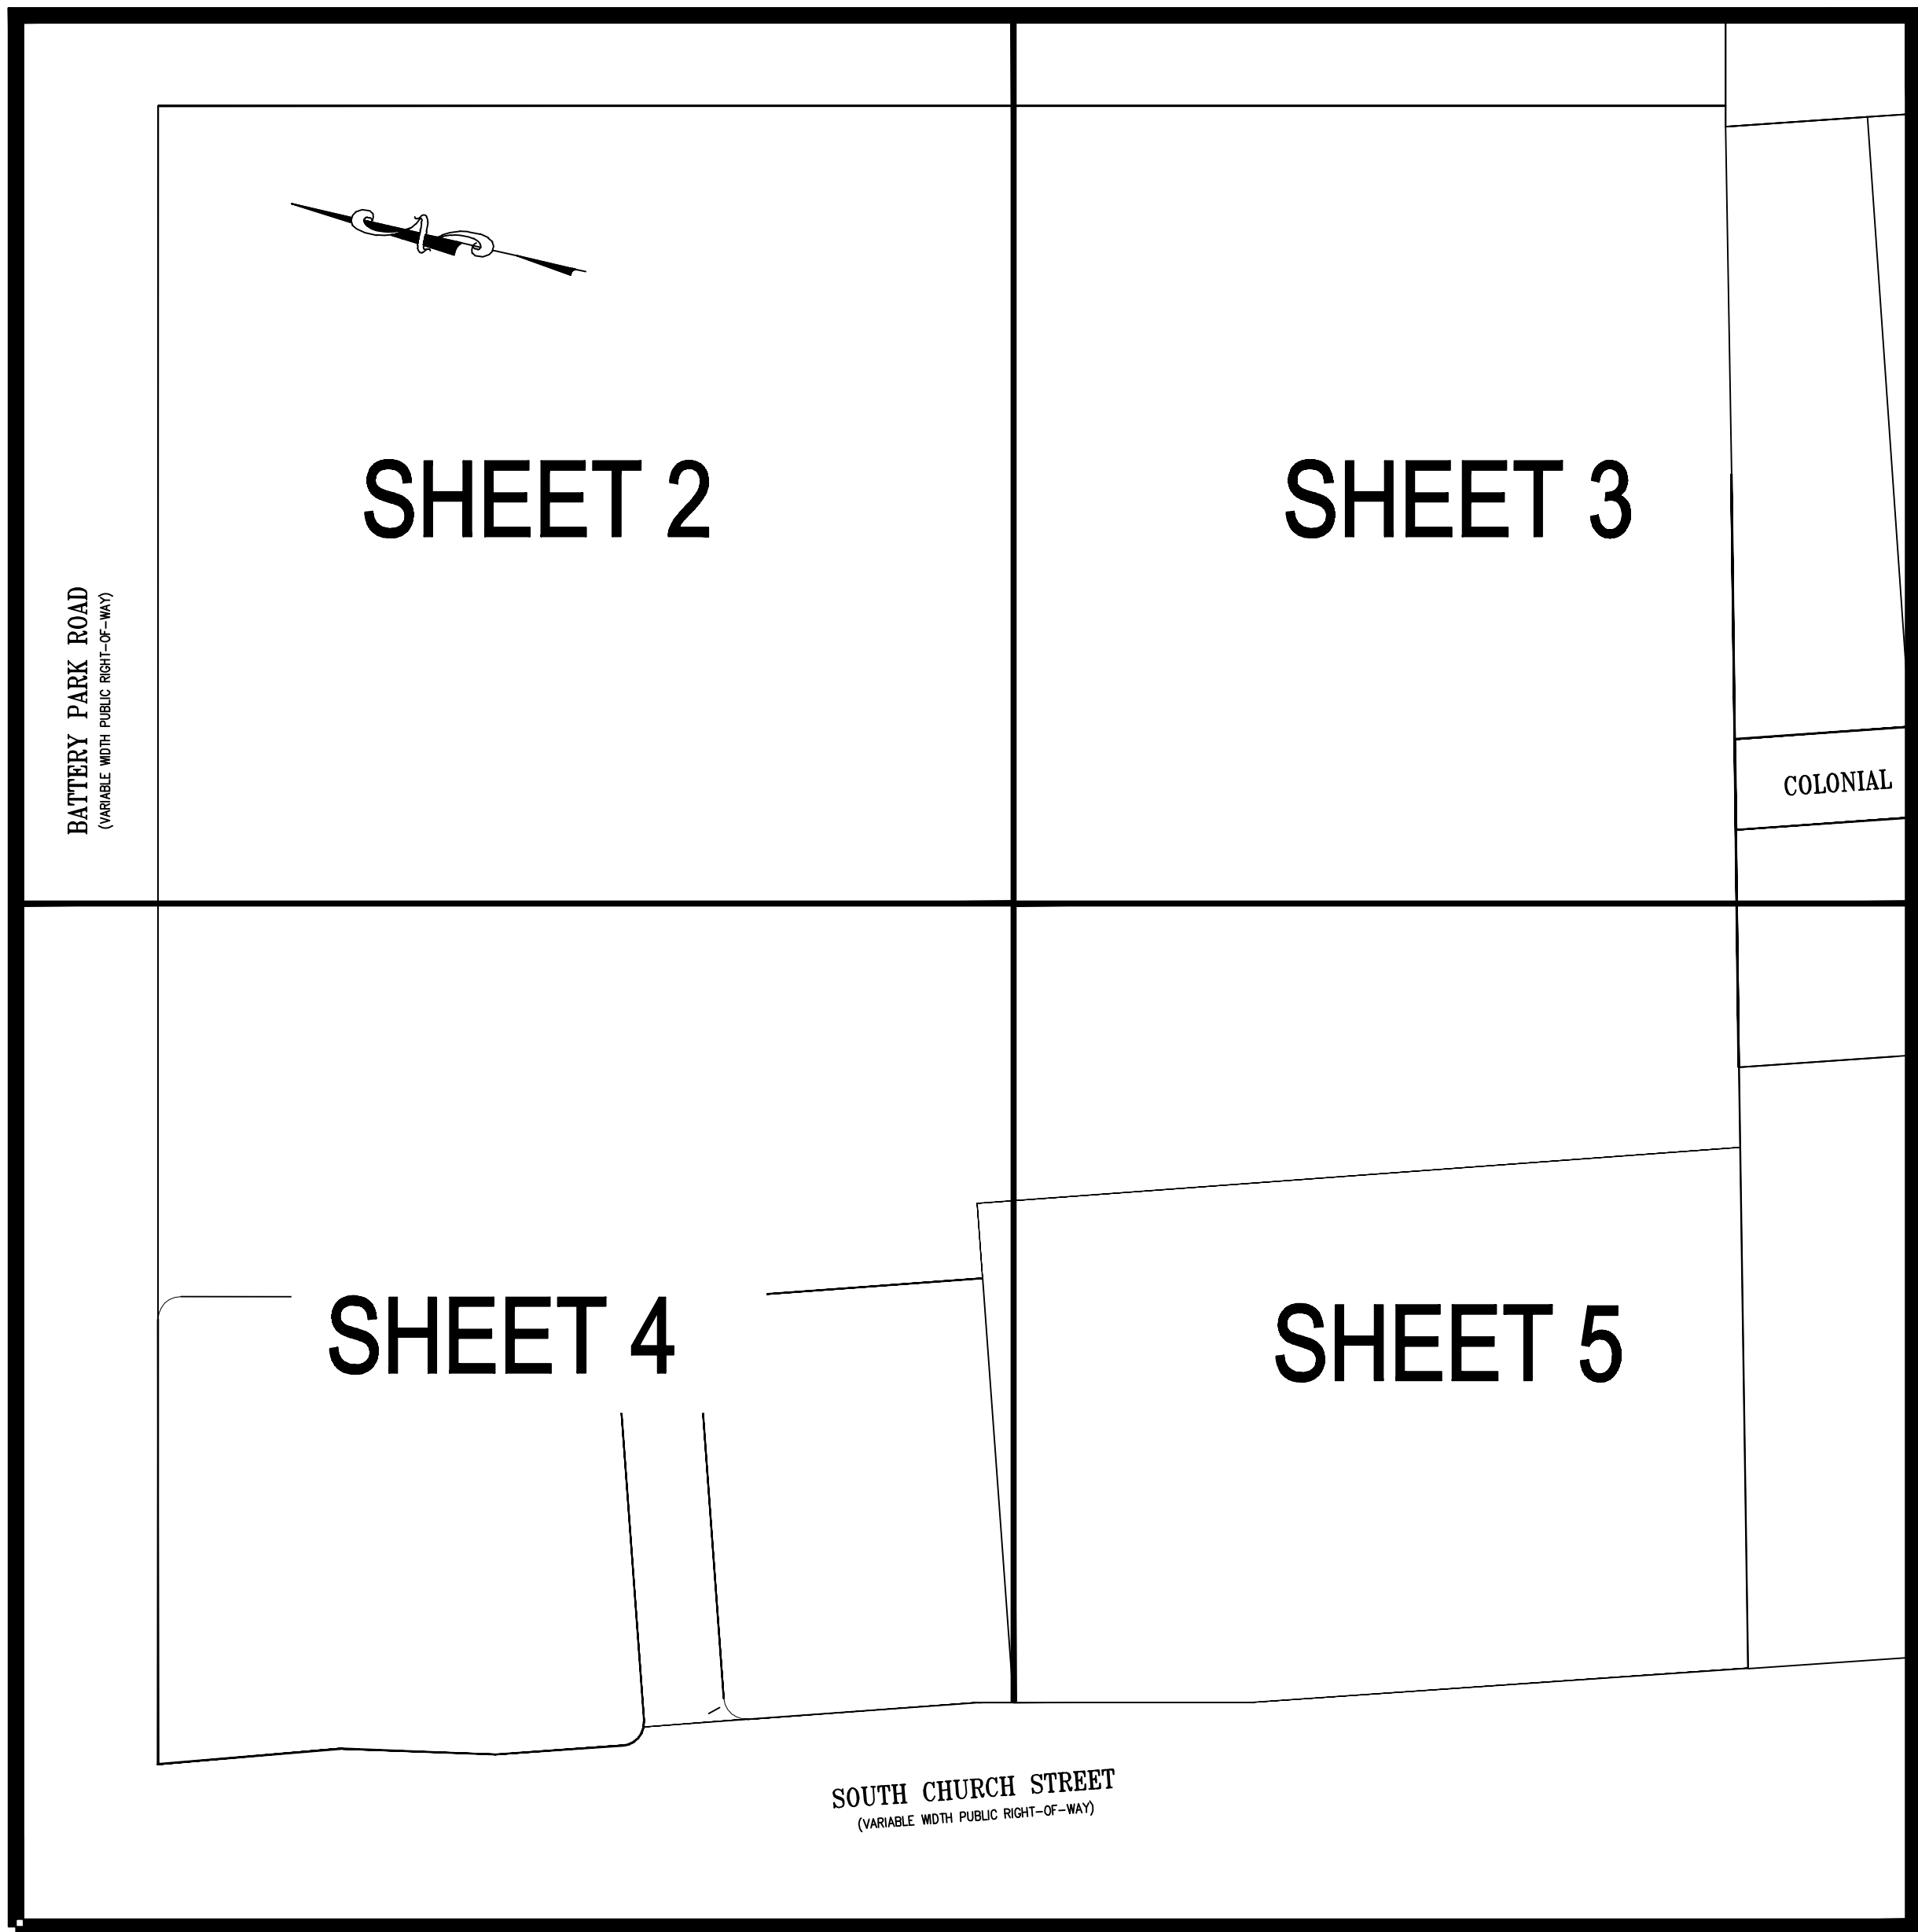 SHEET 2
SHEET 3
BATTERY PARK ROAD
(VARIABLE WIDTH PUBLIC RIGHT-OF-WAY)
COLONIAL
SHEET 4
SHEET 5
SOUTH CHURCH STREET
(VARIABLE WIDTH PUBLIC RIGHT-OF-WAY)